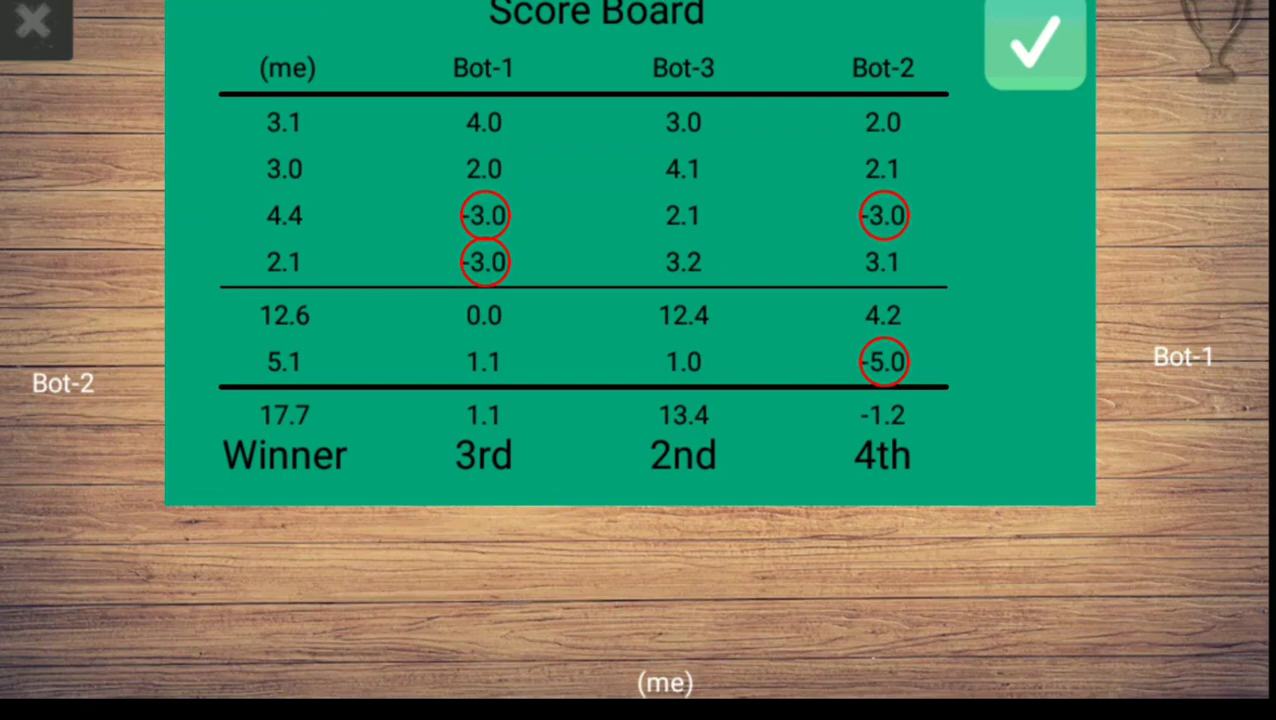 Score Board
(me) Bot-1 Bot-3 Bot-2
3.1 4.0 3.0 2.0
3.0 2.0 4.1 2.1
4.4 -3.0 2.1 -3.0
2.1 -3.0 3.2 3.1
12.6 0.0 12.4 4.2
5.1 1.1 1.0 -5.0
17.7 1.1 13.4 -1.2
Winner 3rd 2nd 4th
Bot-2
Bot-1
(me)